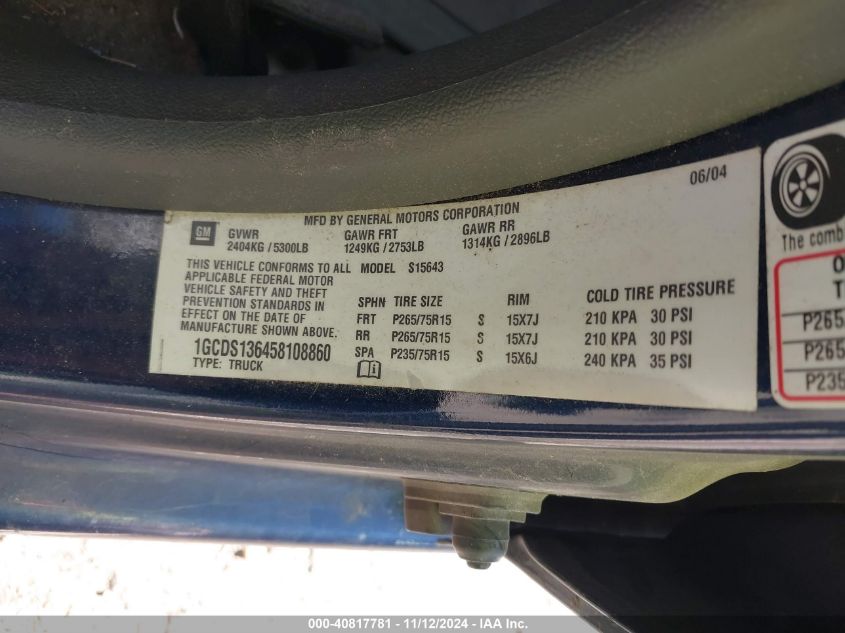 MFD BY GENERAL MOTORS CORPORATION
06/04
GM
GVWR GAWR FRT GAWR RR
2404KG / 5300LB 1249KG / 2753LB 1314KG / 2896LB
THIS VEHICLE CONFORMS TO ALL MODEL S15643
APPLICABLE FEDERAL MOTOR
VEHICLE SAFETY AND THEFT
PREVENTION STANDARDS IN SPHN TIRE SIZE RIM COLD TIRE PRESSURE
EFFECT ON THE DATE OF FRT P265/75R15 S 15X7J 210 KPA 30 PSI
MANUFACTURE SHOWN ABOVE. RR P265/75R15 S 15X7J 210 KPA 30 PSI
1GCDS136458108860 SPA P235/75R15 S 15X6J 240 KPA 35 PSI
TYPE: TRUCK
The combi
O
T
P265
P265
P235
000-40817781 - 11/12/2024 - IAA Inc.